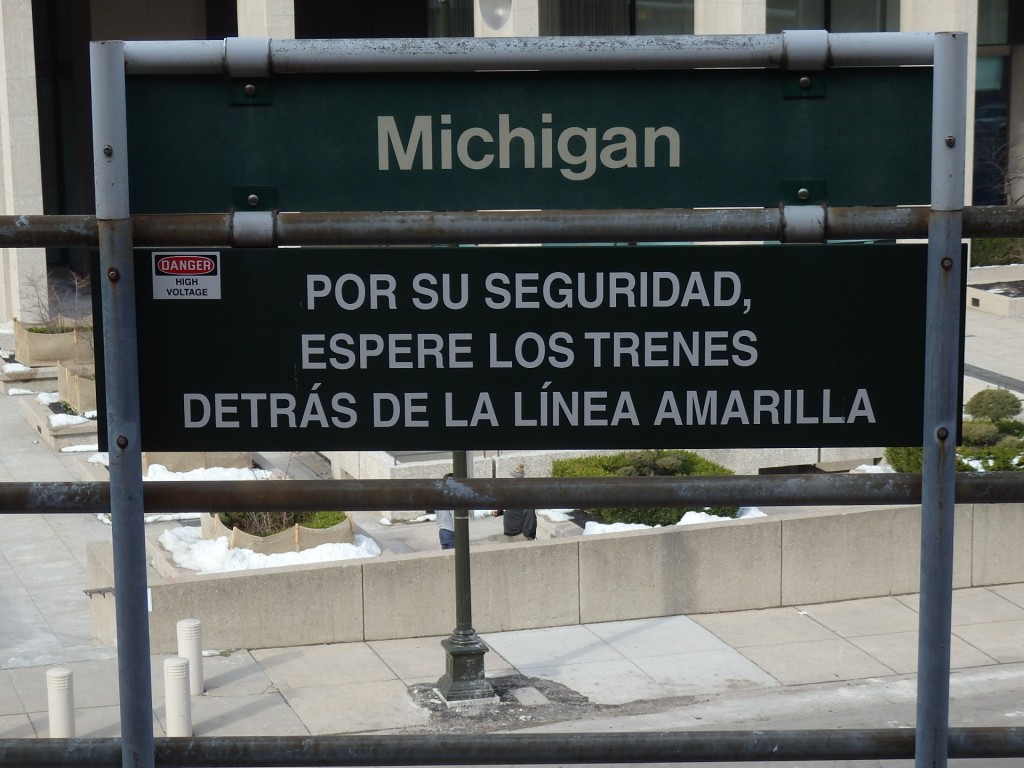 Michigan
DANGER
HIGH
VOLTAGE
POR SU SEGURIDAD,
ESPERE LOS TRENES
DETRÁS DE LA LÍNEA AMARILLA